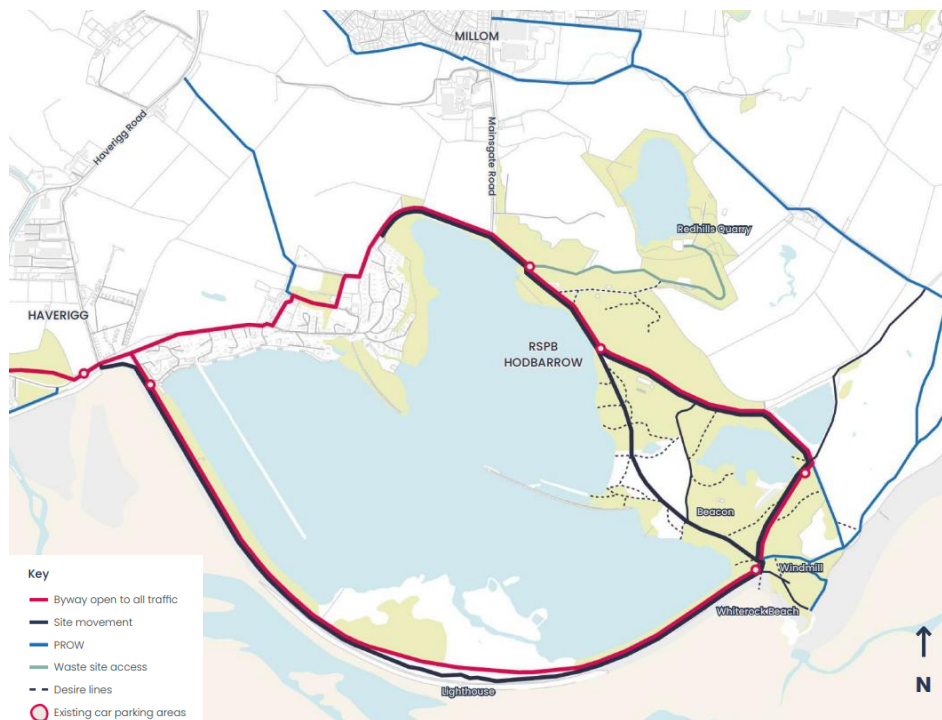 MILLOM
Haverigg Road
Mainsgate Road
Redhills Quarry
HAVERIGG
RSPB
HODBARROW
Beacon
Windmill
Whiterock Beach
Lighthouse
Key
Byway open to all traffic
Site movement
PROW
Waste site access
Desire lines
Existing car parking areas
N